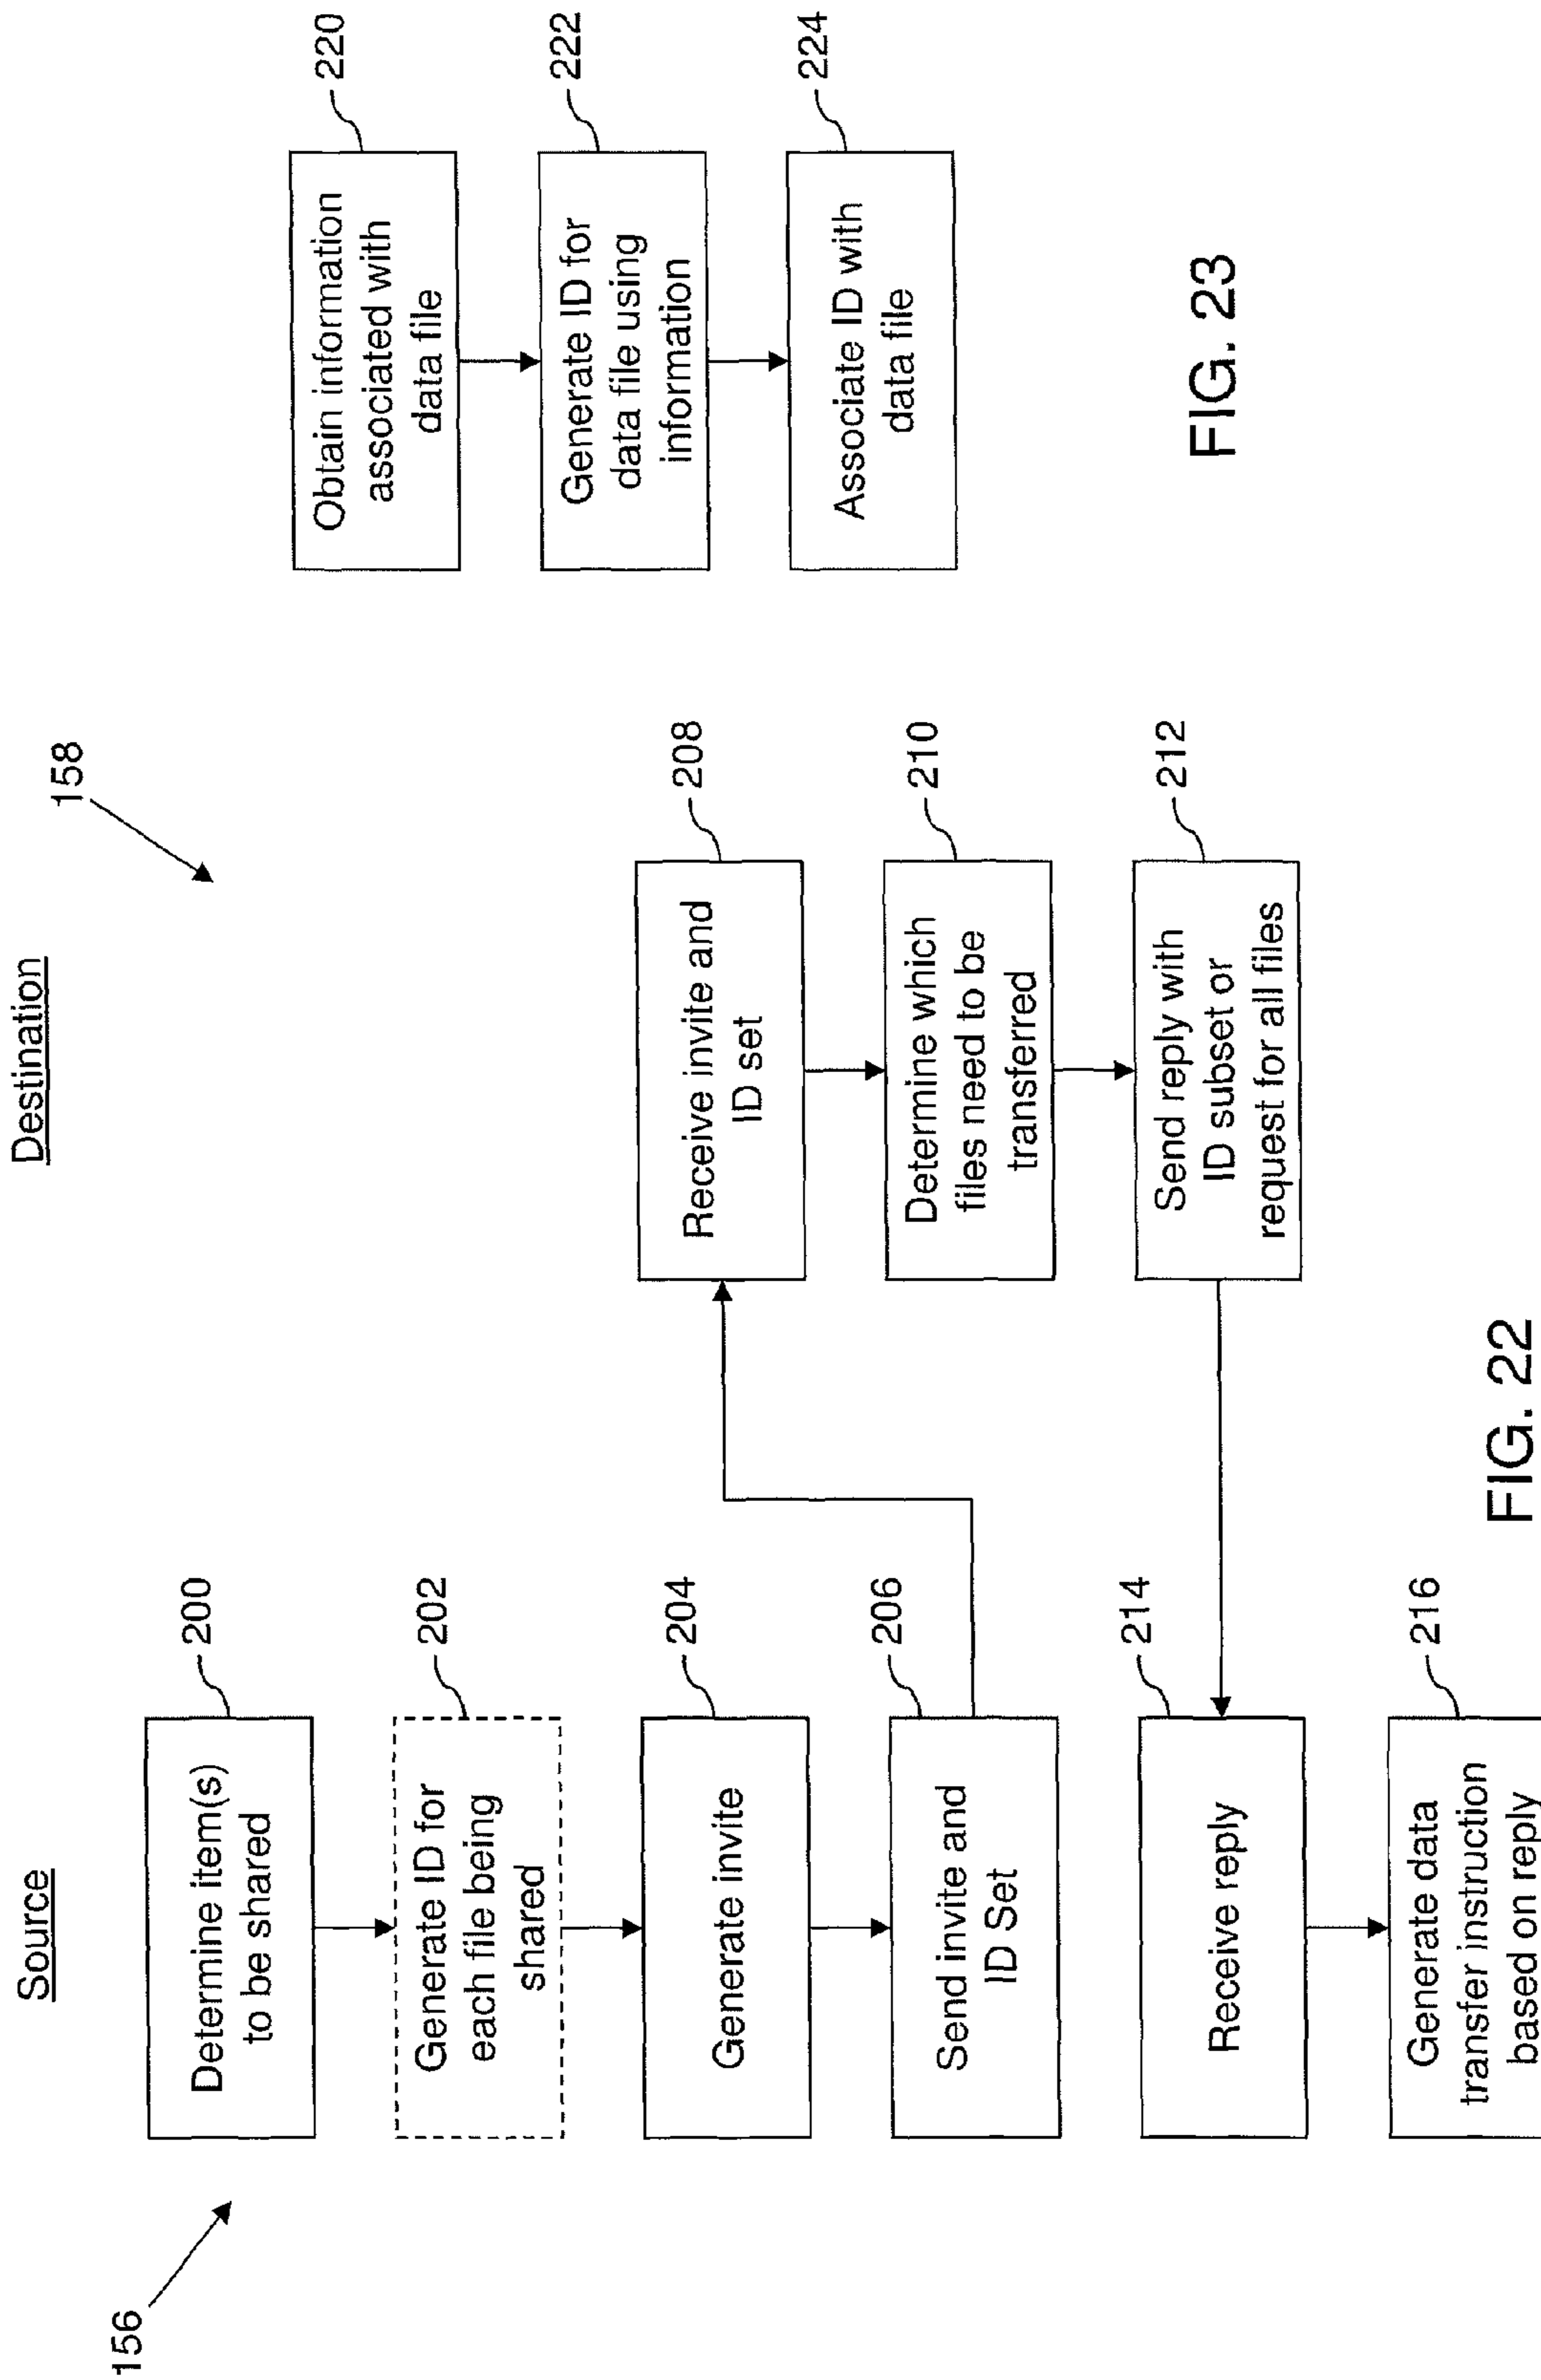 Source
Destination
156
158
Determine item(s)
to be shared
200
Generate ID for
each file being
shared
202
Generate invite
204
Send invite and
ID Set
206
Receive invite and
ID set
208
Determine which
files need to be
transferred
210
Send reply with
ID subset or
request for all files
212
Receive reply
214
Generate data
transfer instruction
based on reply
216
FIG. 22
Obtain information
associated with
data file
220
Generate ID for
data file using
information
222
Associate ID with
data file
224
FIG. 23